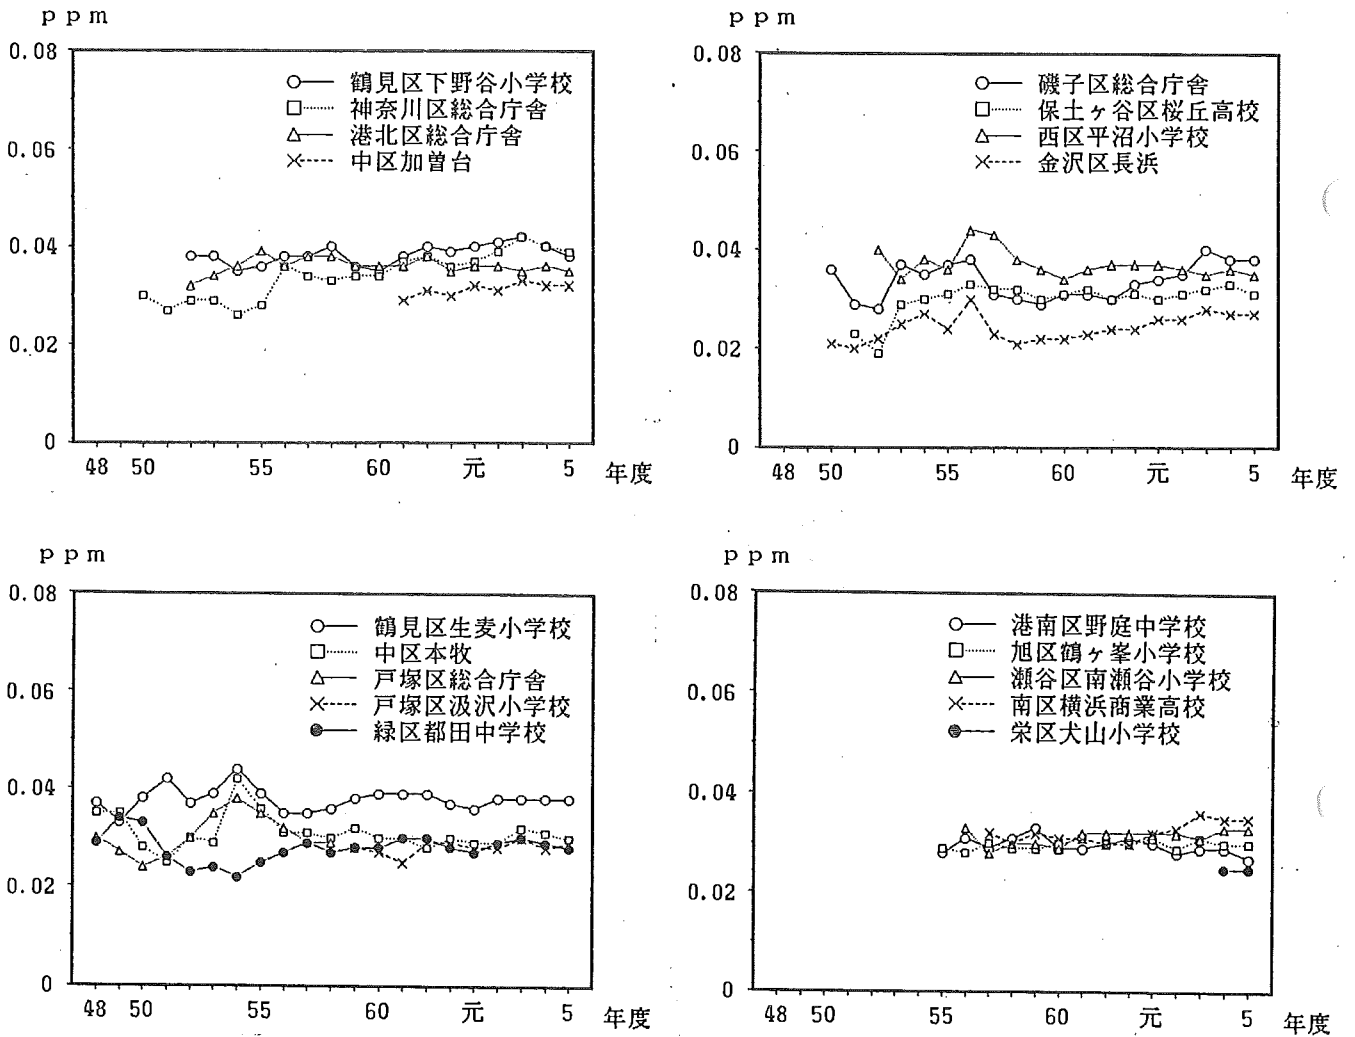 ppm
0.08
0.06
0.04
0.02
0
鶴見区下野谷小学校
神奈川区総合庁舎
港北区総合庁舎
中区加曽台
48 50 55 60 元 5 年度
ppm
0.08
0.06
0.04
0.02
0
磯子区総合庁舎
保土ヶ谷区桜丘高校
西区平沼小学校
金沢区長浜
48 50 55 60 元 5 年度
ppm
0.08
0.06
0.04
0.02
0
鶴見区生麦小学校
中区本牧
戸塚区総合庁舎
戸塚区汲沢小学校
緑区都田中学校
48 50 55 60 元 5 年度
ppm
0.08
0.06
0.04
0.02
0
港南区野庭中学校
旭区鶴ヶ峯小学校
瀬谷区南瀬谷小学校
南区横浜商業高校
栄区犬山小学校
48 50 55 60 元 5 年度